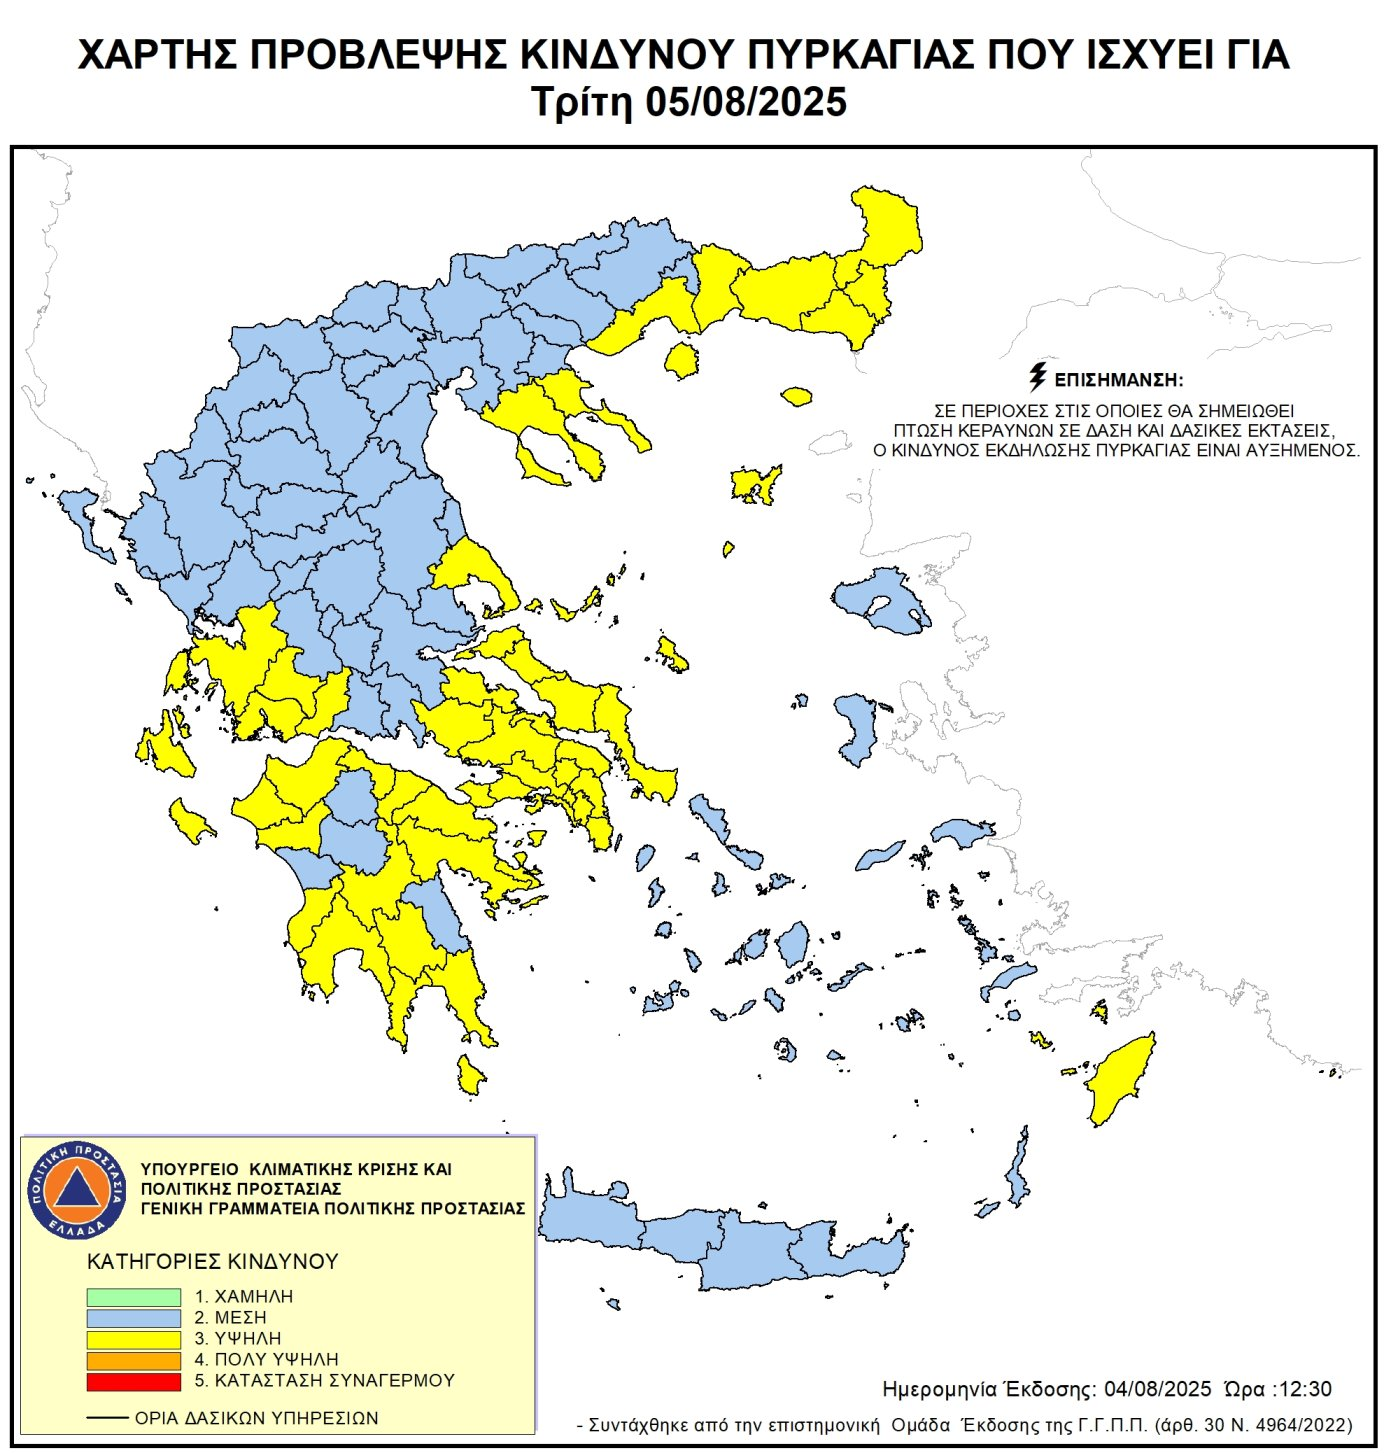 ΧΑΡΤΗΣ ΠΡΟΒΛΕΨΗΣ ΚΙΝΔΥΝΟΥ ΠΥΡΚΑΓΙΑΣ ΠΟΥ ΙΣΧΥΕΙ ΓΙΑ
Τρίτη 05/08/2025
ΕΠΙΣΗΜΑΝΣΗ:
ΣΕ ΠΕΡΙΟΧΕΣ ΣΤΙΣ ΟΠΟΙΕΣ ΘΑ ΣΗΜΕΙΩΘΕΙ
ΠΤΩΣΗ ΚΕΡΑΥΝΩΝ ΣΕ ΔΑΣΗ ΚΑΙ ΔΑΣΙΚΕΣ ΕΚΤΑΣΕΙΣ,
Ο ΚΙΝΔΥΝΟΣ ΕΚΔΗΛΩΣΗΣ ΠΥΡΚΑΓΙΑΣ ΕΙΝΑΙ ΑΥΞΗΜΕΝΟΣ.
ΠΟΛΙΤΙΚΗ ΠΡΟΣΤΑΣΙΑ
ΕΛΛΑΔΑ
ΥΠΟΥΡΓΕΙΟ ΚΛΙΜΑΤΙΚΗΣ ΚΡΙΣΗΣ ΚΑΙ
ΠΟΛΙΤΙΚΗΣ ΠΡΟΣΤΑΣΙΑΣ
ΓΕΝΙΚΗ ΓΡΑΜΜΑΤΕΙΑ ΠΟΛΙΤΙΚΗΣ ΠΡΟΣΤΑΣΙΑΣ
ΚΑΤΗΓΟΡΙΕΣ ΚΙΝΔΥΝΟΥ
1. ΧΑΜΗΛΗ
2. ΜΕΣΗ
3. ΥΨΗΛΗ
4. ΠΟΛΥ ΥΨΗΛΗ
5. ΚΑΤΑΣΤΑΣΗ ΣΥΝΑΓΕΡΜΟΥ
ΟΡΙΑ ΔΑΣΙΚΩΝ ΥΠΗΡΕΣΙΩΝ
Ημερομηνία Έκδοσης: 04/08/2025 Ώρα :12:30
- Συντάχθηκε από την επιστημονική Ομάδα Έκδοσης της Γ.Γ.Π.Π. (άρθ. 30 Ν. 4964/2022)